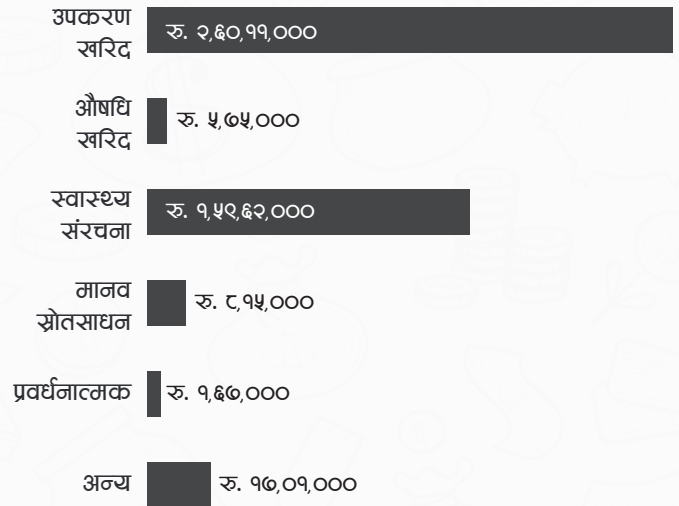 उपकरण
खरिद
रु. २,६०,११,०००
औषधि
खरिद
रु. ५,७५,०००
स्वास्थ्य
संरचना
रु. १,५९,६२,०००
मानव
स्रोतसाधन
रु. ८,१५,०००
प्रवर्धनात्मक
रु. १,६७,०००
अन्य
रु. १७,०१,०००